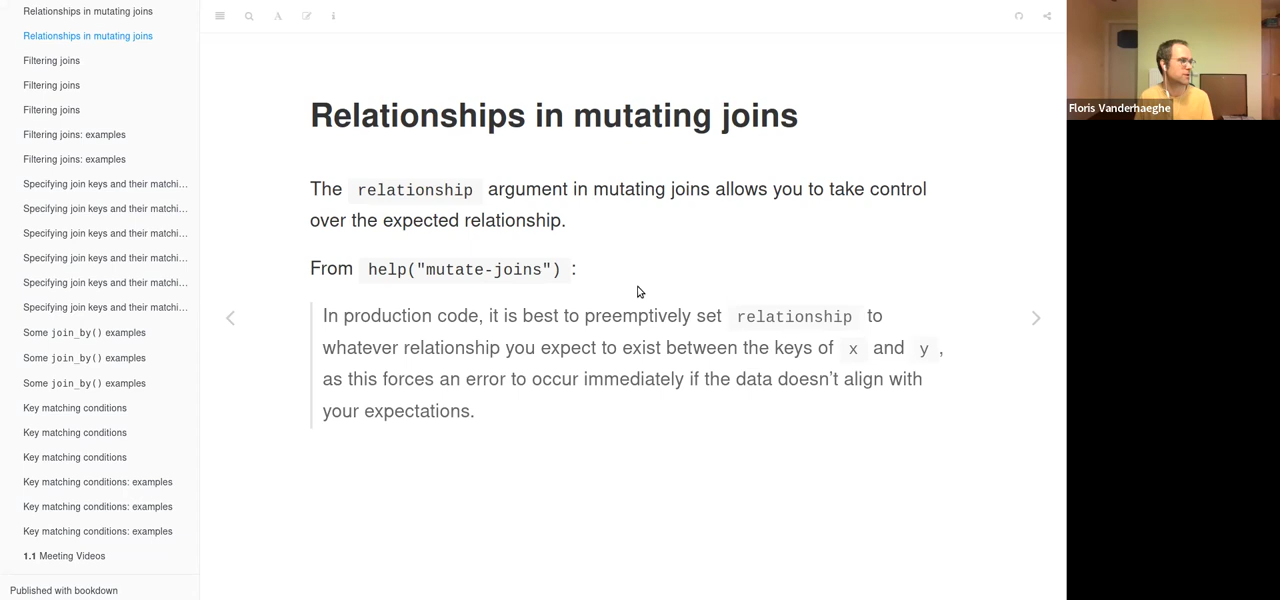 Relationships in mutating joins
Relationships in mutating joins
Filtering joins
Filtering joins
Filtering joins
Filtering joins: examples
Filtering joins: examples
Specifying join keys and their matchi…
Specifying join keys and their matchi…
Specifying join keys and their matchi…
Specifying join keys and their matchi…
Specifying join keys and their matchi…
Specifying join keys and their matchi…
Some join_by() examples
Some join_by() examples
Some join_by() examples
Key matching conditions
Key matching conditions
Key matching conditions
Key matching conditions: examples
Key matching conditions: examples
Key matching conditions: examples
1.1 Meeting Videos
Published with bookdown
A
i
Relationships in mutating joins
The relationship argument in mutating joins allows you to take control
over the expected relationship.
From help("mutate-joins") :
In production code, it is best to preemptively set relationship to
whatever relationship you expect to exist between the keys of x and y ,
as this forces an error to occur immediately if the data doesn’t align with
your expectations.
Floris Vanderhaeghe